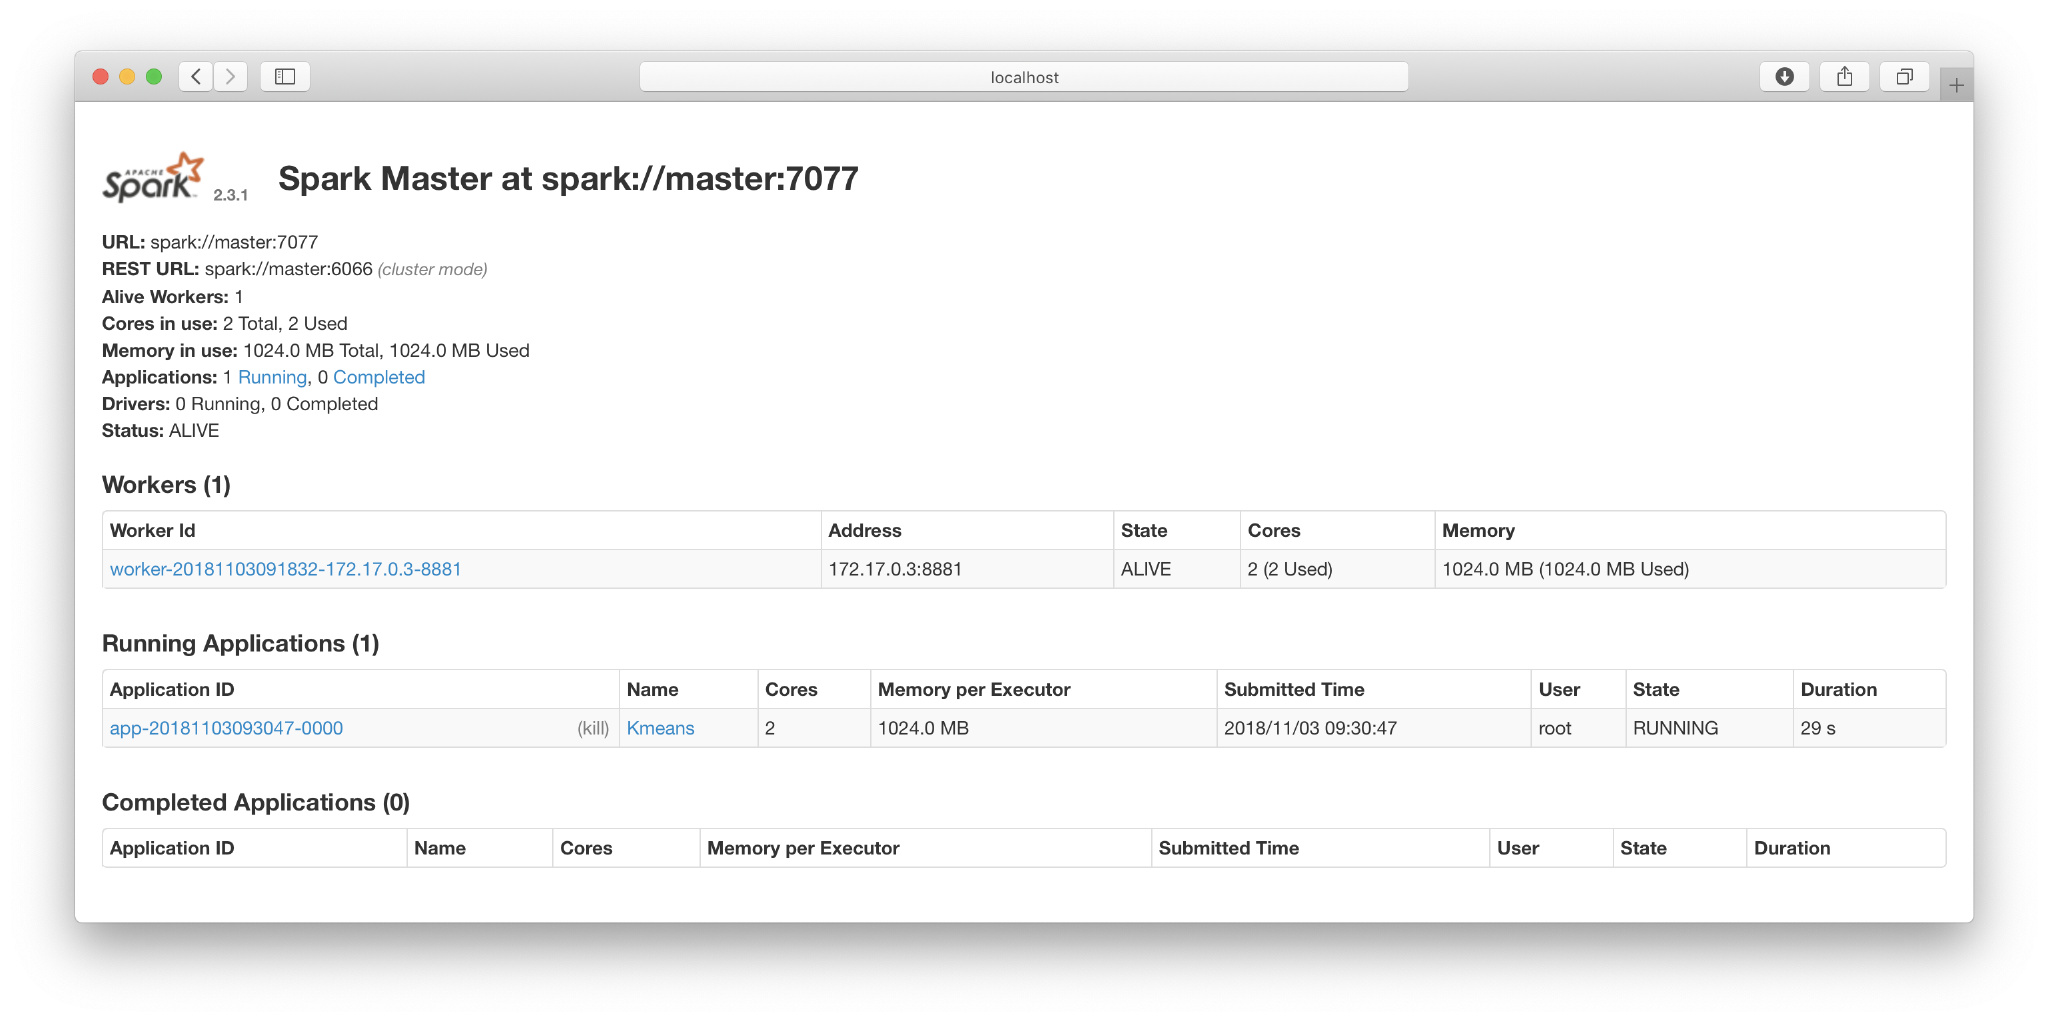 localhost
APACHE
Spark 2.3.1 Spark Master at spark://master:7077
URL: spark://master:7077
REST URL: spark://master:6066 (cluster mode)
Alive Workers: 1
Cores in use: 2 Total, 2 Used
Memory in use: 1024.0 MB Total, 1024.0 MB Used
Applications: 1 Running, 0 Completed
Drivers: 0 Running, 0 Completed
Status: ALIVE
Workers (1)
Worker Id Address State Cores Memory
worker-20181103091832-172.17.0.3-8881 172.17.0.3:8881 ALIVE 2 (2 Used) 1024.0 MB (1024.0 MB Used)
Running Applications (1)
Application ID Name Cores Memory per Executor Submitted Time User State Duration
app-20181103093047-0000 (kill) Kmeans 2 1024.0 MB 2018/11/03 09:30:47 root RUNNING 29 s
Completed Applications (0)
Application ID Name Cores Memory per Executor Submitted Time User State Duration